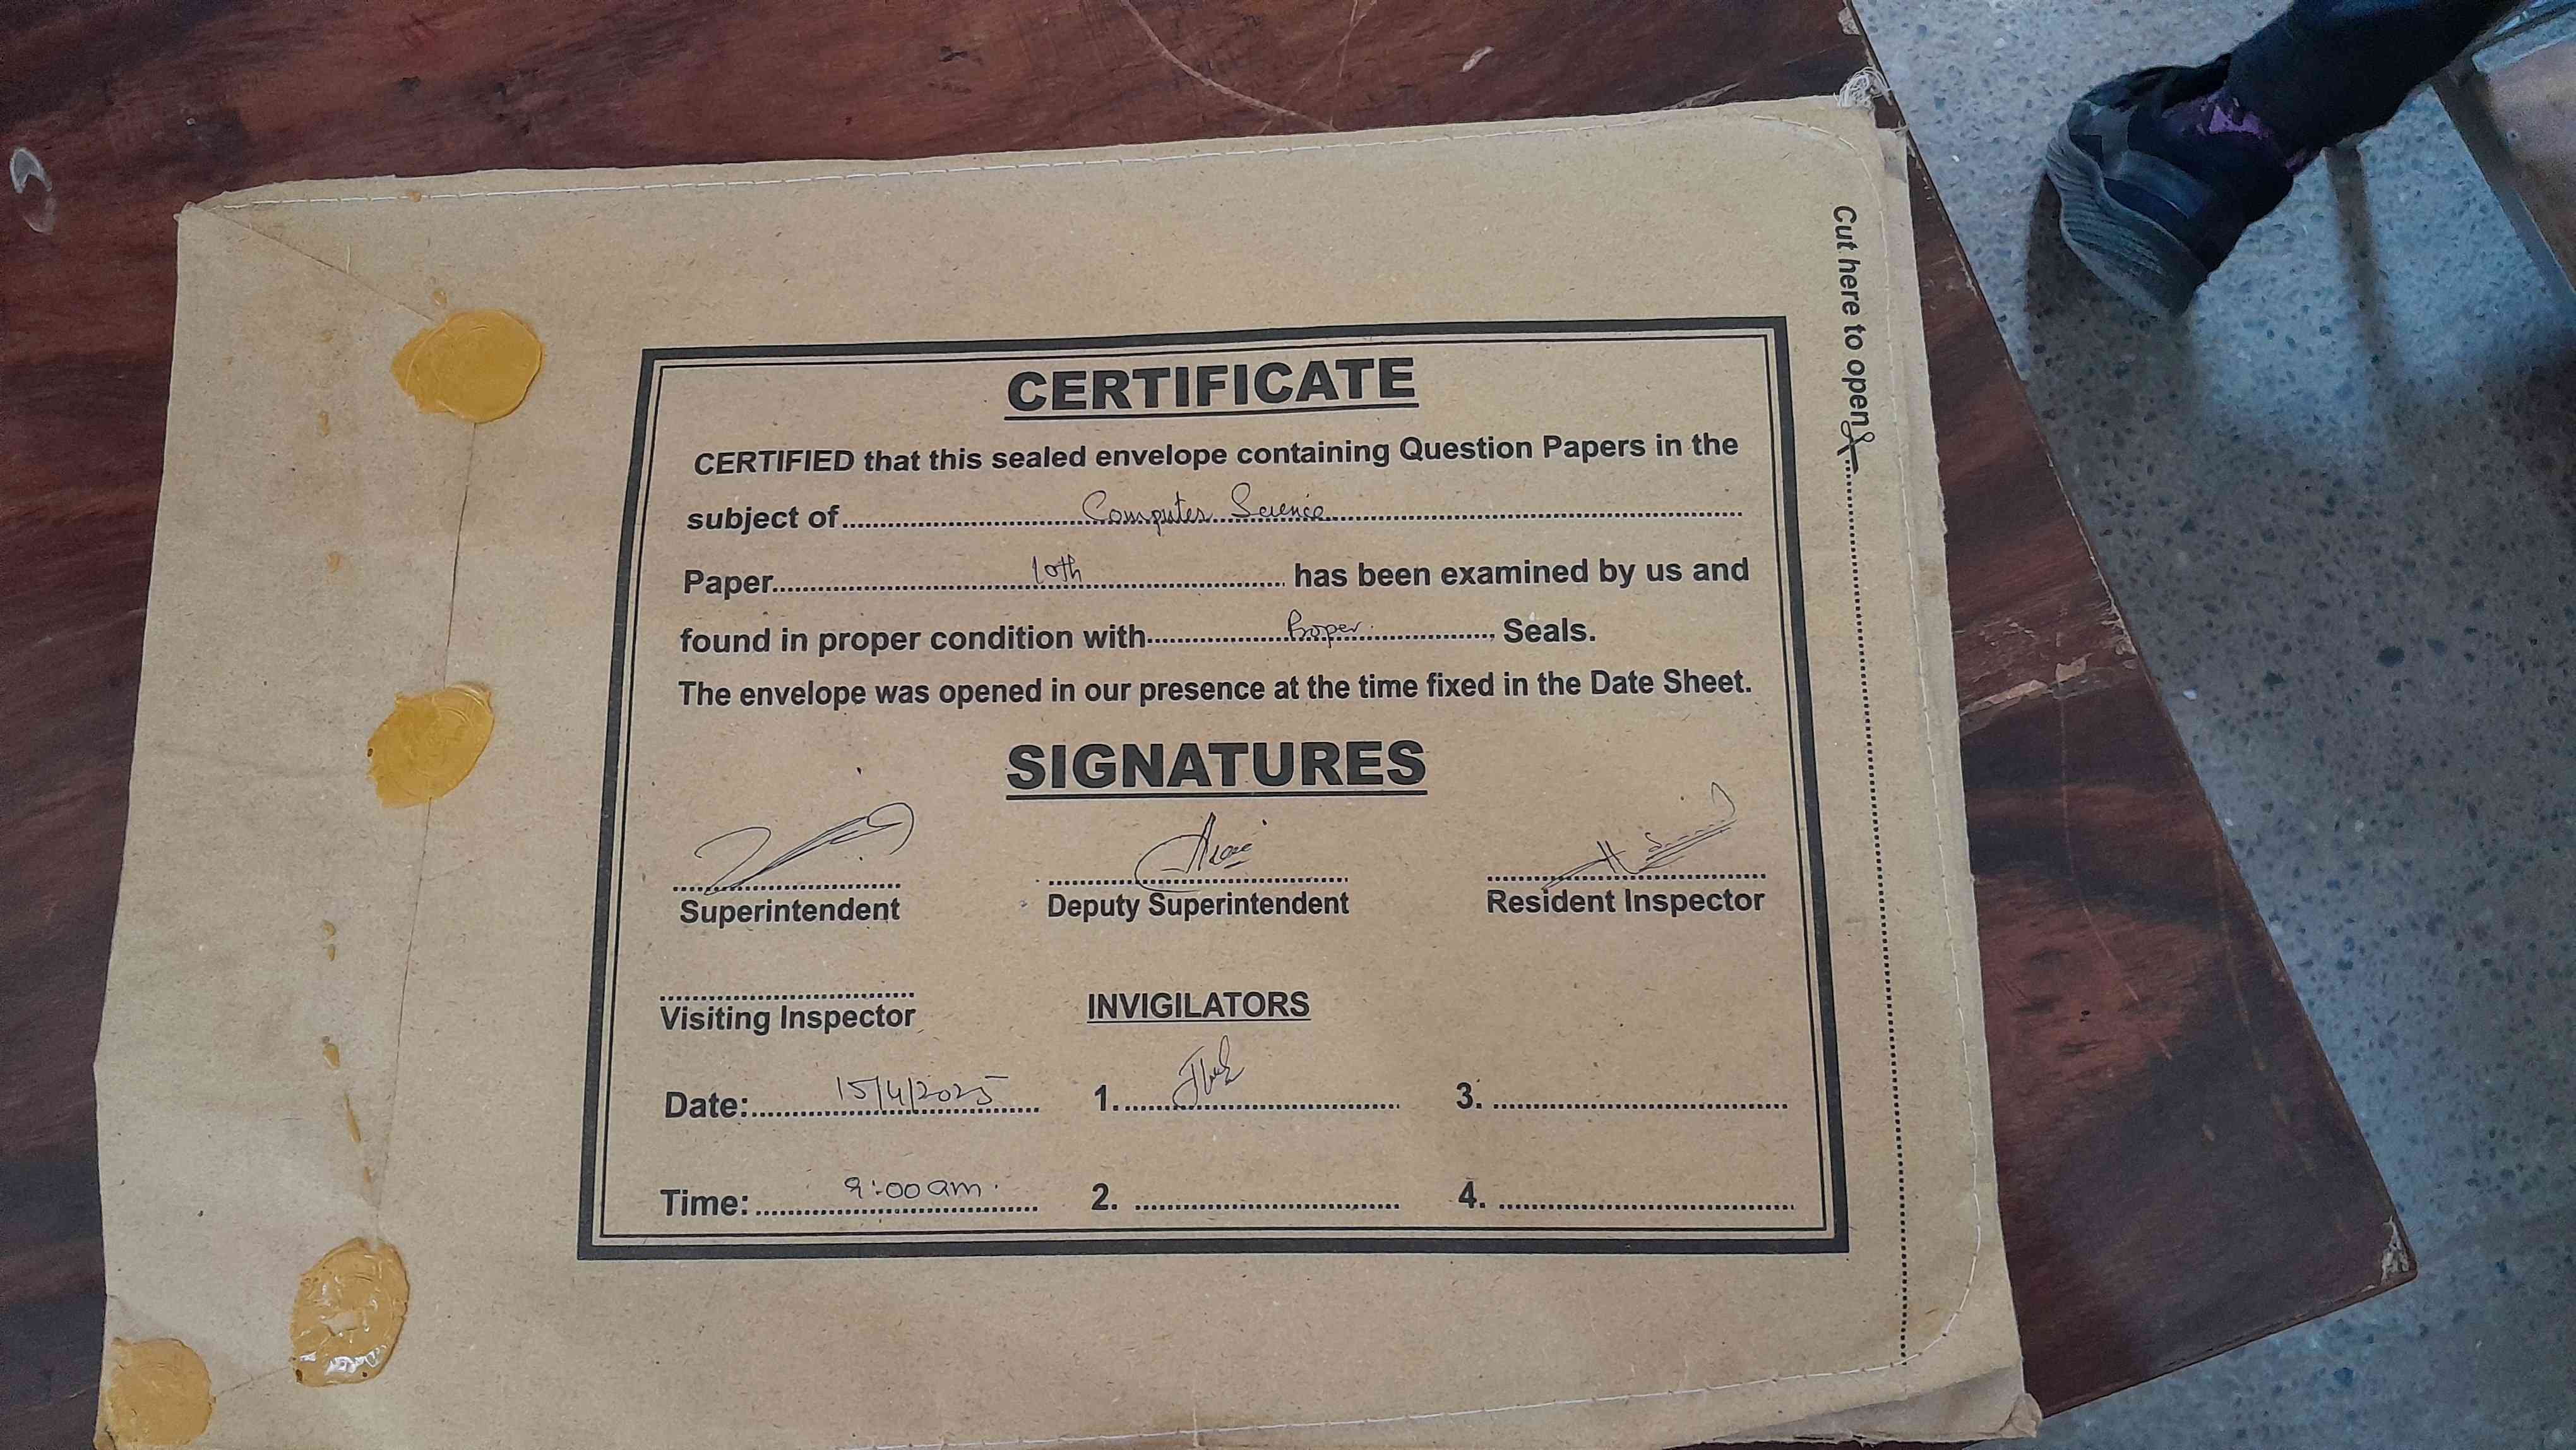 Cut here to open
CERTIFICATE
CERTIFIED that this sealed envelope containing Question Papers in the
subject of Computer Science
Paper 10th has been examined by us and
found in proper condition with Proper. Seals.
The envelope was opened in our presence at the time fixed in the Date Sheet.
SIGNATURES
Superintendent Deputy Superintendent Resident Inspector
Visiting Inspector INVIGILATORS
Date: 15/4/2025 1. 3.
Time: 9:00 am. 2. 4.